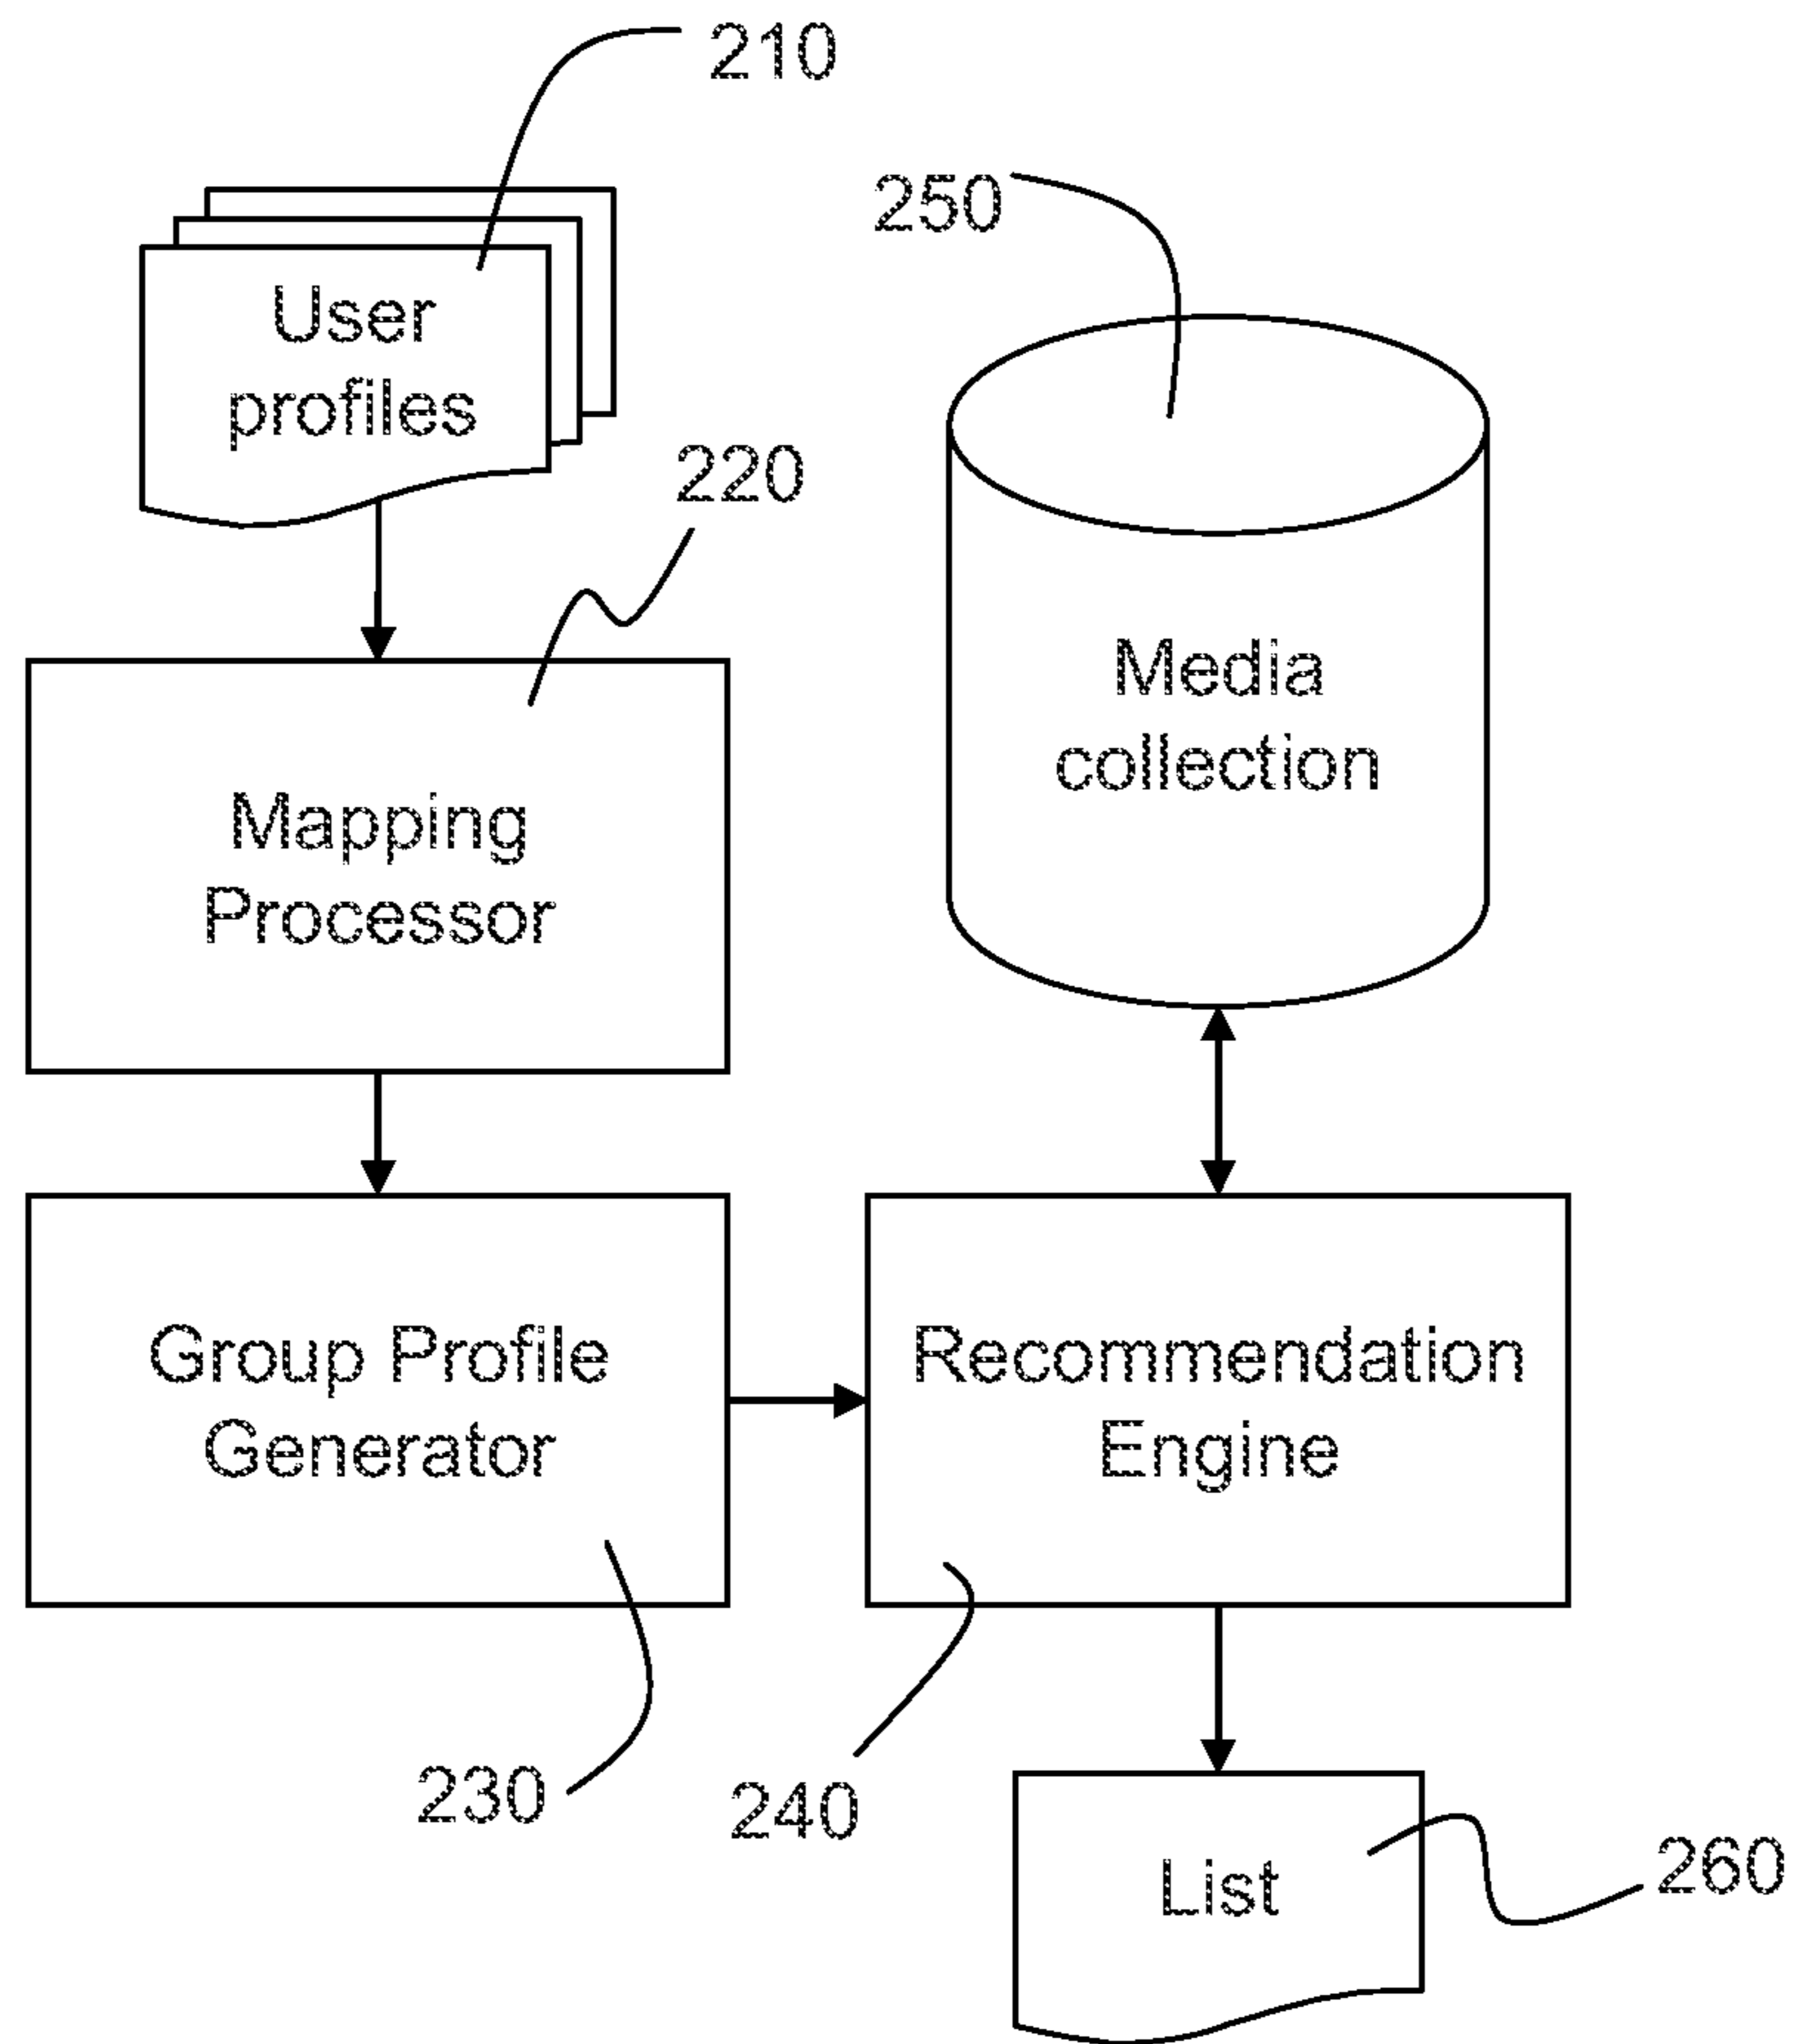 210
250
User
profiles
220
Media
collection
Mapping
Processor
Group Profile
Generator
Recommendation
Engine
230
240
List
260